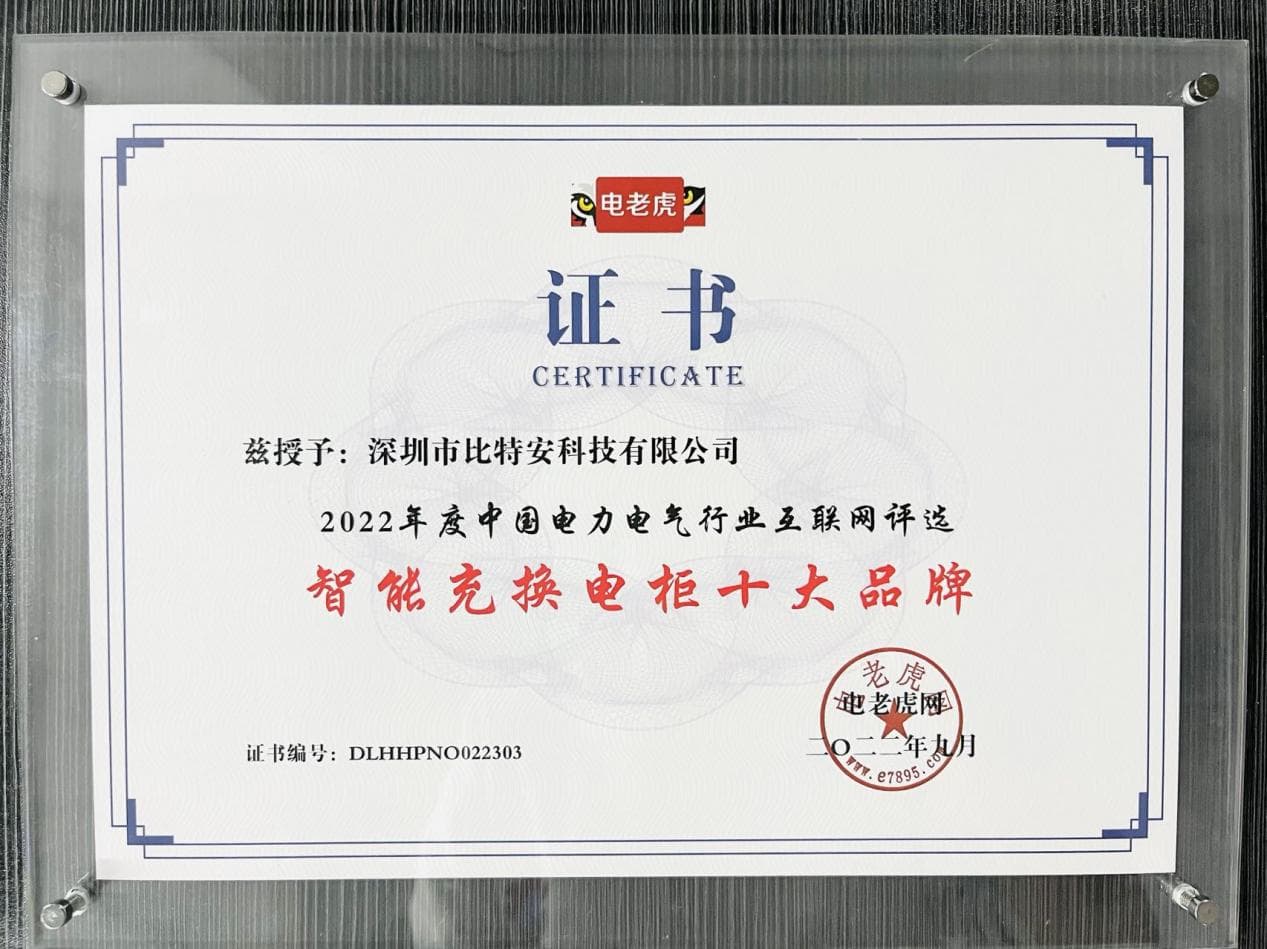 电老虎
证书
CERTIFICATE
兹授予：深圳市比特安科技有限公司
2022年度中国电力电气行业互联网评选
智能充换电柜十大品牌
证书编号：DLHHPNO022303
电老虎网
电老虎网
二〇二二年九月
www.e7895.com